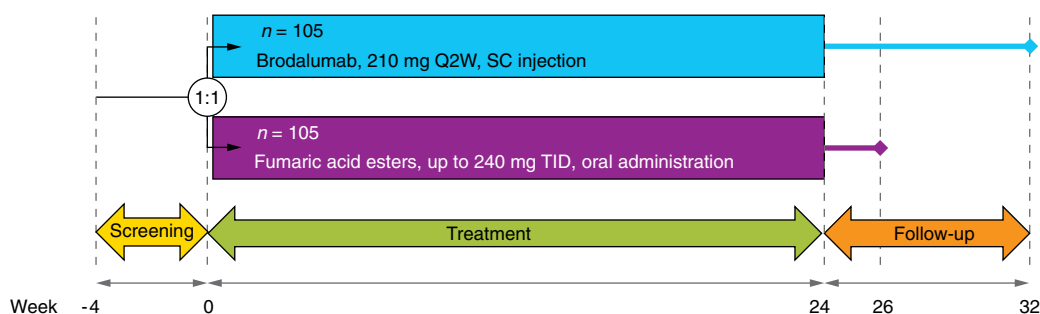 n = 105
Brodalumab, 210 mg Q2W, SC injection
1:1
n = 105
Fumaric acid esters, up to 240 mg TID, oral administration
Screening Treatment Follow-up
Week -4 0 24 26 32